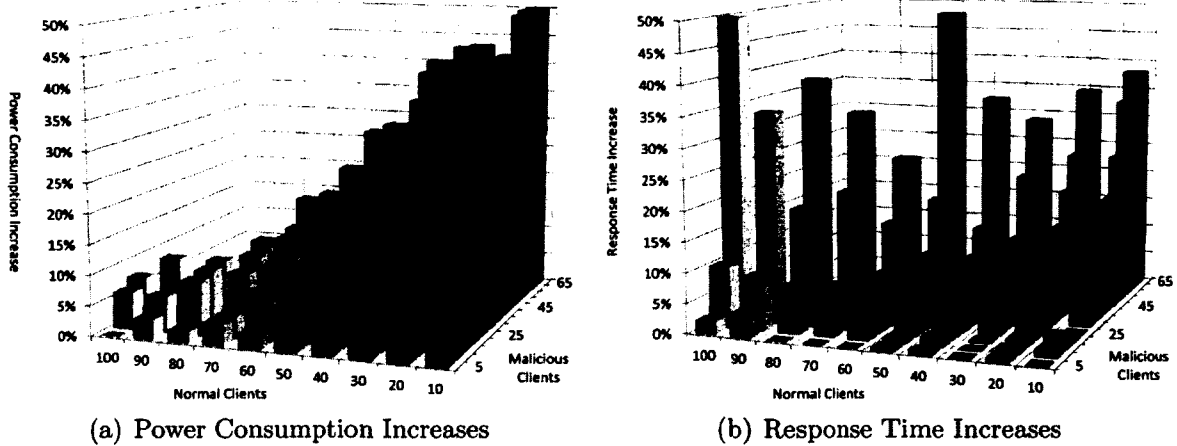 50%
45%
40%
35%
30%
25%
20%
15%
10%
5%
0%
Power Consumption Increase
100 90 80 70 60 50 40 30 20 10
Normal Clients
5 25 45 65
Malicious Clients
(a) Power Consumption Increases
50%
45%
40%
35%
30%
25%
20%
15%
10%
5%
0%
Response Time Increase
100 90 80 70 60 50 40 30 20 10
Normal Clients
5 25 45 65
Malicious Clients
(b) Response Time Increases